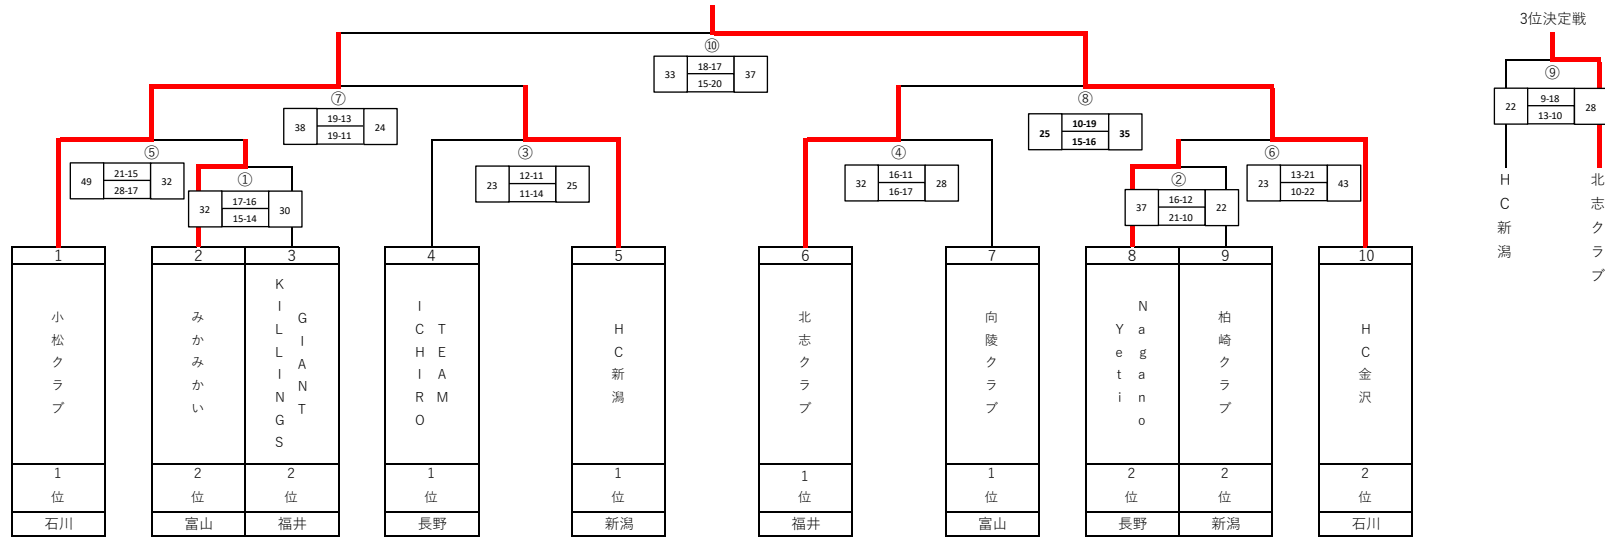 3位決定戦
⑩
33 18-17 37
15-20
⑨
22 9-18 28
13-10
⑦
38 19-13 24
19-11
⑧
25 10-19 35
15-16
⑤
49 21-15 32
28-17
①
32 17-16 30
15-14
③
23 12-11 25
11-14
④
32 16-11 28
16-17
②
37 16-12 22
21-10
⑥
23 13-21 43
10-22
HC新潟
北志クラブ
1 2 3 4 5 6 7 8 9 10
小松クラブ
みかみかい
GIANT
KILLINGS
TEAM
ICHIRO
HC新潟
北志クラブ
向陵クラブ
Nagano
Yeti
柏崎クラブ
HC金沢
1位 2位 2位 1位 1位 1位 1位 2位 2位 2位
石川 富山 福井 長野 新潟 福井 富山 長野 新潟 石川